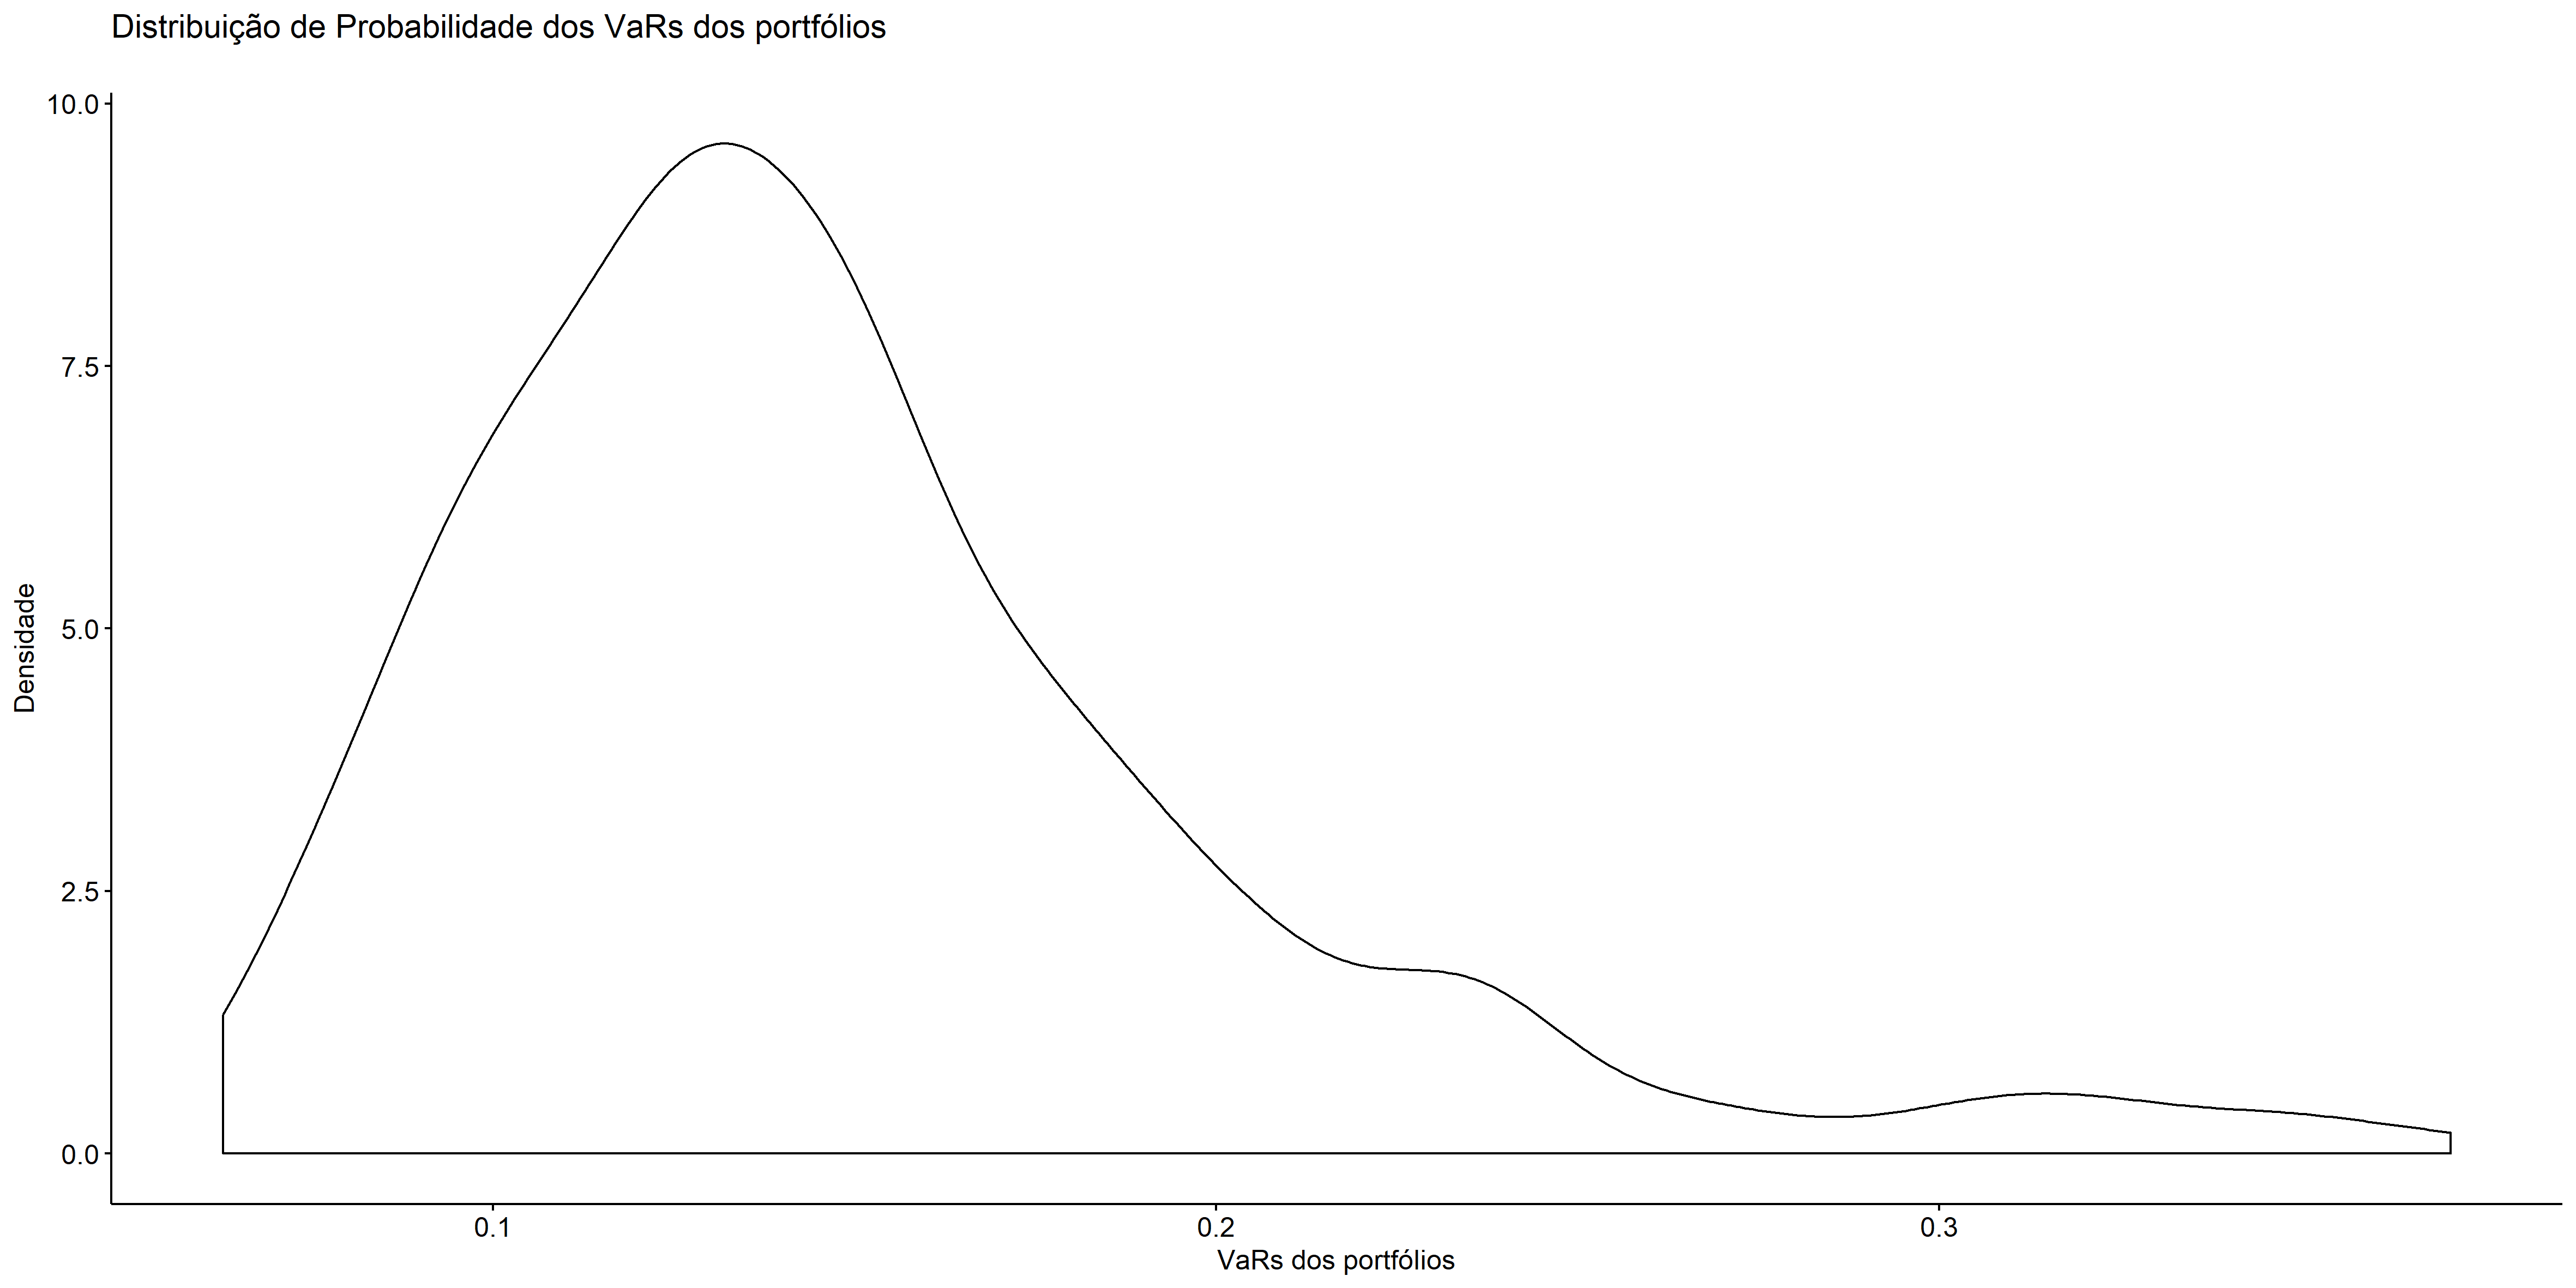 Distribuição de Probabilidade dos VaRs dos portfólios
10.0
7.5
5.0
2.5
0.0
Densidade
0.1
0.2
0.3
VaRs dos portfólios